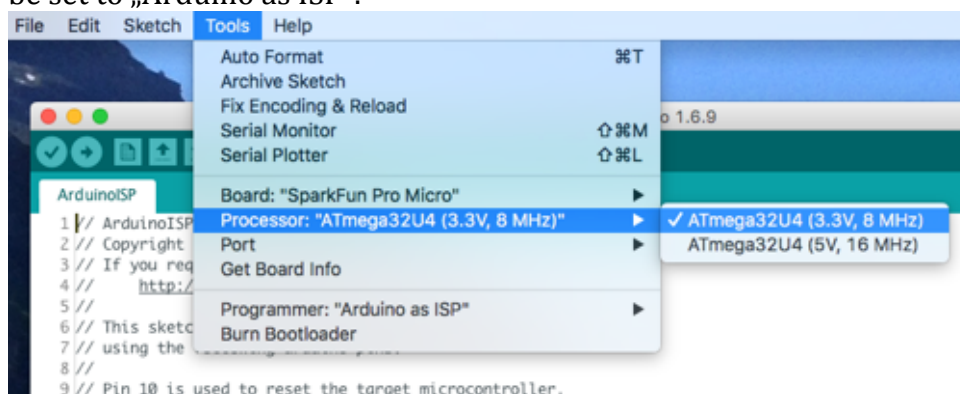 be set to „Arduino as ISP“.
File Edit Sketch Tools Help
Auto Format ⌘T
Archive Sketch
Fix Encoding & Reload
Serial Monitor ⇧⌘M
Serial Plotter ⇧⌘L
Board: "SparkFun Pro Micro"
Processor: "ATmega32U4 (3.3V, 8 MHz)"
Port
Get Board Info
Programmer: "Arduino as ISP"
Burn Bootloader
✓ ATmega32U4 (3.3V, 8 MHz)
ATmega32U4 (5V, 16 MHz)
o 1.6.9
ArduinoISP
1 // ArduinoISP
2 // Copyright
3 // If you req
4 // http:/
5 //
6 // This sketc
7 // using the
8 //
9 // Pin 10 is used to reset the target microcontroller.